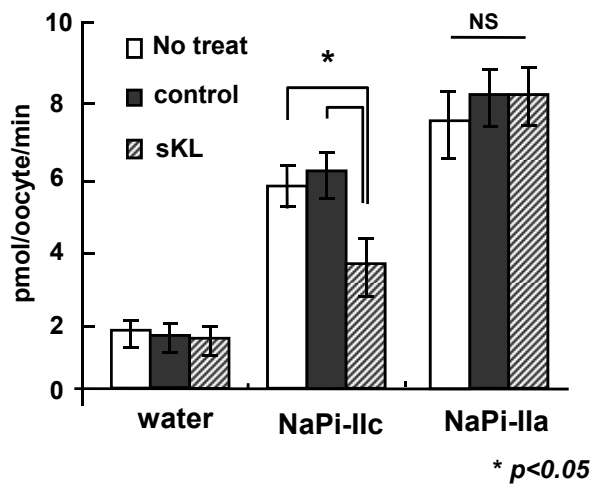 10
8
6
4
2
0
pmol/oocyte/min
No treat
control
sKL
*
NS
water
NaPi-IIc
NaPi-IIa
* p<0.05